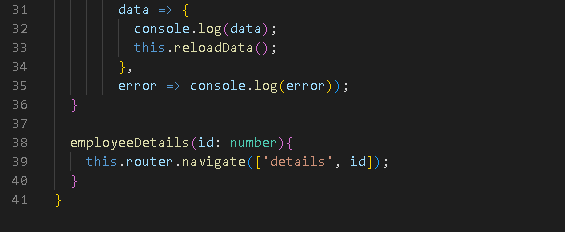 31 data => {
32 console.log(data);
33 this.reloadData();
34 },
35 error => console.log(error));
36 }
37
38 employeeDetails(id: number){
39 this.router.navigate(['details', id]);
40 }
41 }